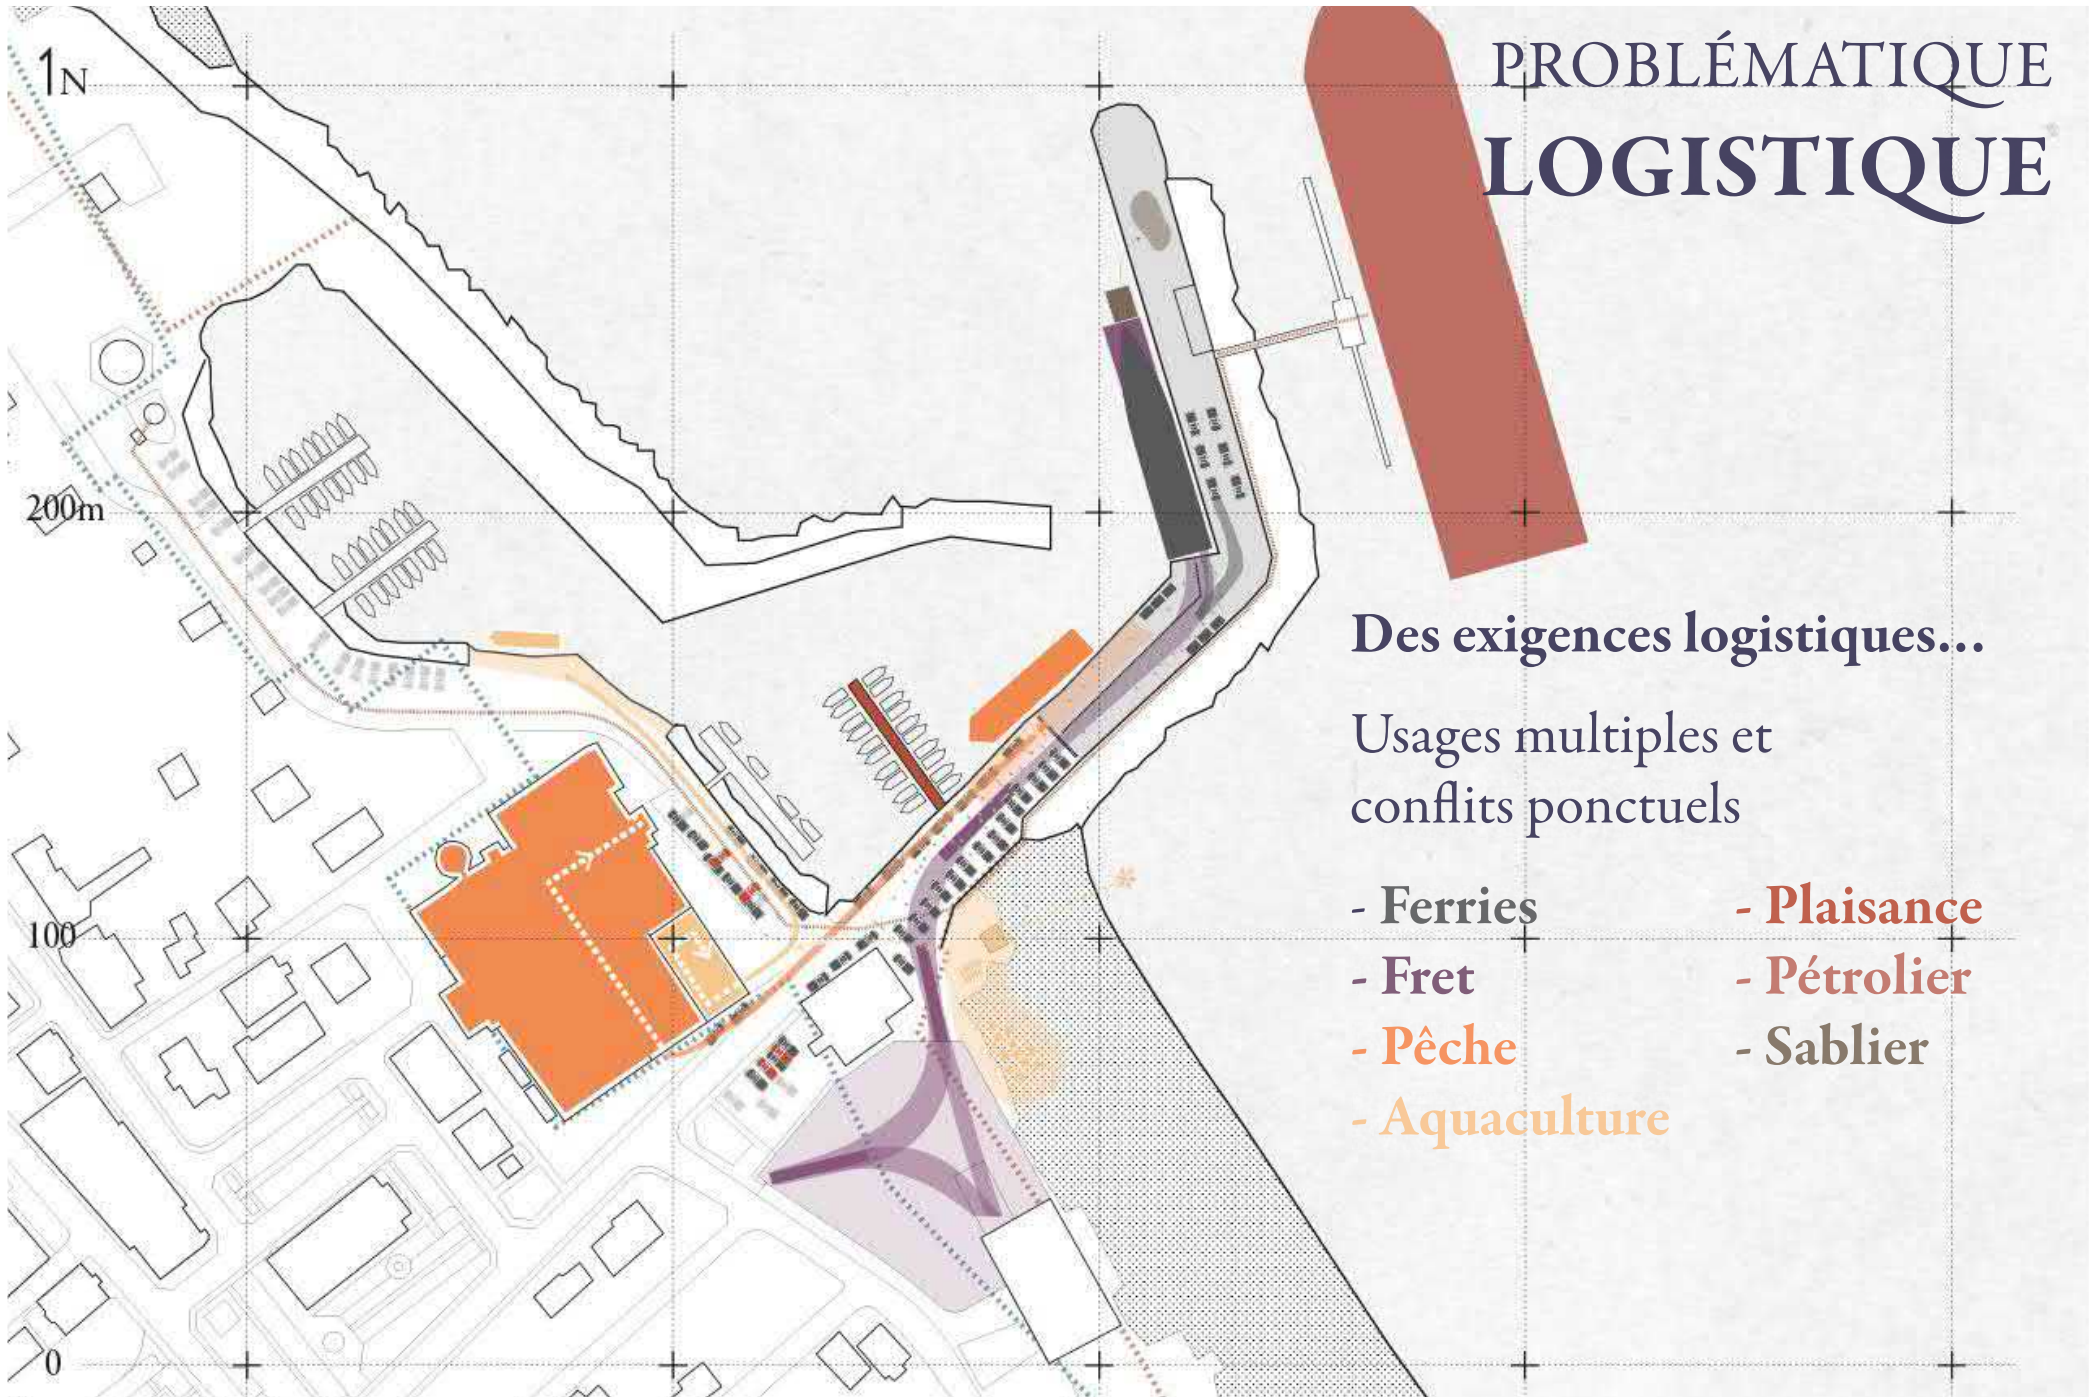 1N
PROBLÉMATIQUE
LOGISTIQUE
200m
Des exigences logistiques...
Usages multiples et
conflits ponctuels
- Ferries
- Fret
- Pêche
- Aquaculture
- Plaisance
- Pétrolier
- Sablier
100
0